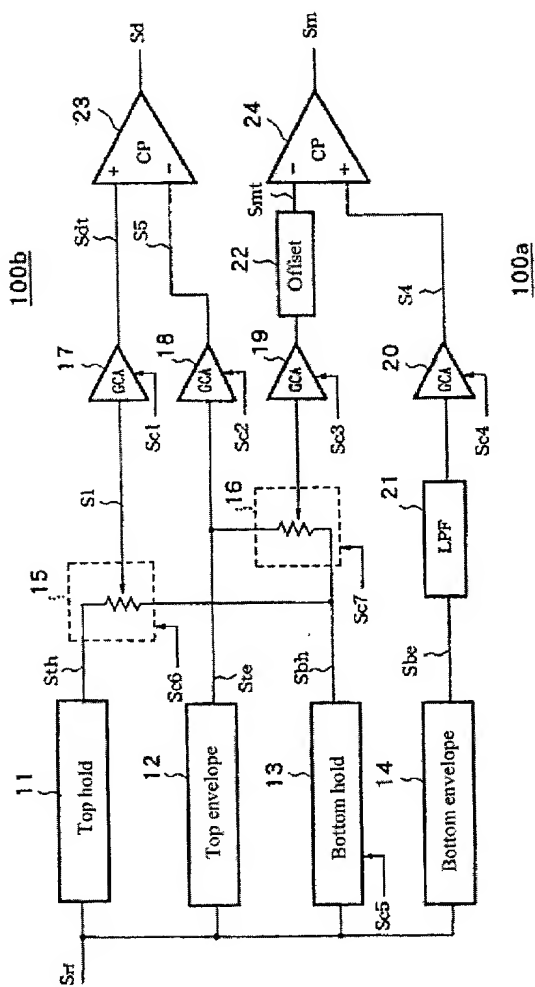 100b
Srf
11
Top hold
Sth
15
Sc6
S1
17
GCA
Sc1
Sdt
23
+
CP
−
Sd
12
Top envelope
Ste
18
GCA
Sc2
S5
13
Bottom hold
Sc5
Sbh
16
Sc7
19
GCA
Sc3
22
Offset
Smt
24
−
CP
+
Sm
14
Bottom envelope
Sbe
21
LPF
20
GCA
Sc4
S4
100a